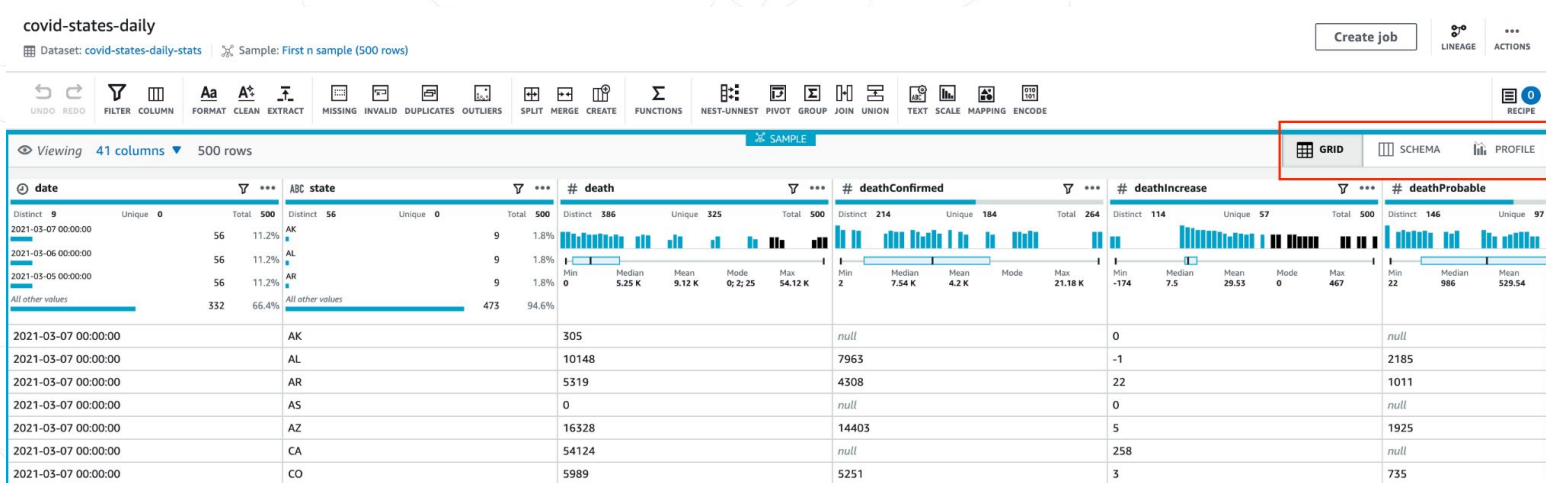 covid-states-daily
Dataset: covid-states-daily-stats Sample: First n sample (500 rows)
Create job
LINEAGE
ACTIONS
UNDO REDO FILTER COLUMN FORMAT CLEAN EXTRACT MISSING INVALID DUPLICATES OUTLIERS SPLIT MERGE CREATE FUNCTIONS NEST-UNNEST PIVOT GROUP JOIN UNION TEXT SCALE MAPPING ENCODE
0
RECIPE
SAMPLE
Viewing 41 columns 500 rows
GRID SCHEMA PROFILE
date ABC state # death # deathConfirmed # deathIncrease # deathProbable
Distinct 9 Unique 0 Total 500 Distinct 56 Unique 0 Total 500 Distinct 386 Unique 325 Total 500 Distinct 214 Unique 184 Total 264 Distinct 114 Unique 57 Total 500 Distinct 146 Unique 97
2021-03-07 00:00:00 56 11.2% AK 9 1.8%
2021-03-06 00:00:00 56 11.2% AL 9 1.8%
2021-03-05 00:00:00 56 11.2% AR 9 1.8%
All other values 332 66.4% All other values 473 94.6%
Min Median Mean Mode Max Min Median Mean Mode Max Min Median Mean Mode Max Min Median Mean
0 5.25 K 9.12 K 0; 2; 25 54.12 K 2 7.54 K 4.2 K 21.18 K -174 7.5 29.53 0 467 22 986 529.54
2021-03-07 00:00:00 AK 305 null 0 null
2021-03-07 00:00:00 AL 10148 7963 -1 2185
2021-03-07 00:00:00 AR 5319 4308 22 1011
2021-03-07 00:00:00 AS 0 null 0 null
2021-03-07 00:00:00 AZ 16328 14403 5 1925
2021-03-07 00:00:00 CA 54124 null 258 null
2021-03-07 00:00:00 CO 5989 5251 3 735